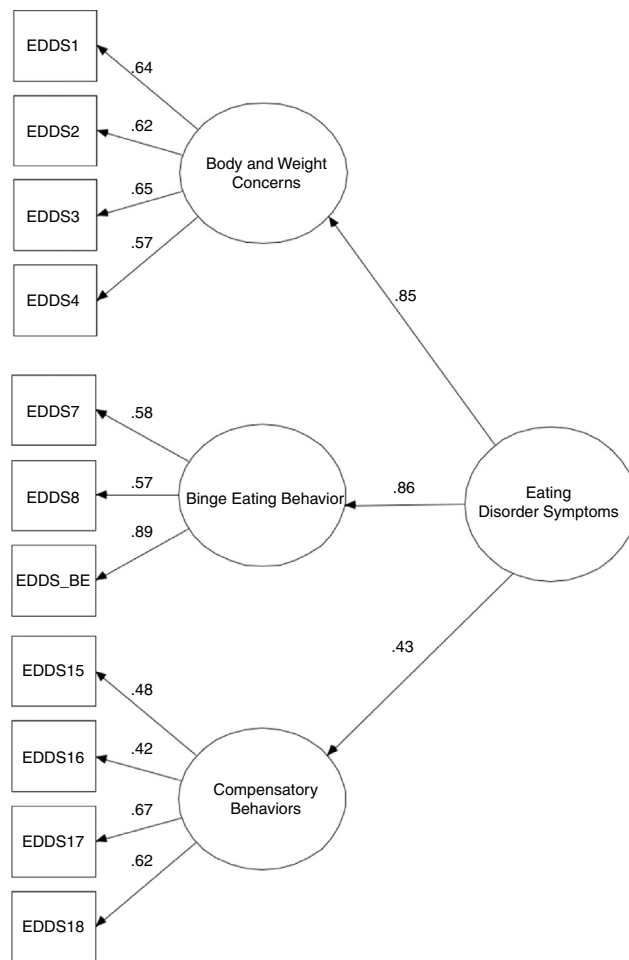 EDDS1
.64
EDDS2
.62
Body and Weight
Concerns
EDDS3
.65
.57
EDDS4
.85
EDDS7
.58
EDDS8
.57
Binge Eating Behavior
.86
Eating
Disorder Symptoms
.89
EDDS_BE
.43
EDDS15
.48
EDDS16
.42
Compensatory
Behaviors
.67
EDDS17
.62
EDDS18